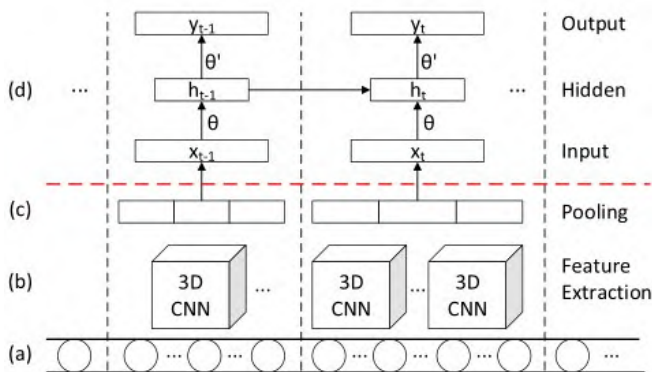 y_{t-1} y_t Output
θ' θ'
(d) ... h_{t-1} h_t ... Hidden
θ θ
x_{t-1} x_t Input
(c) Pooling
(b) 3D CNN ... 3D CNN ... 3D CNN Feature Extraction
(a) ... ... ... ... ... ...